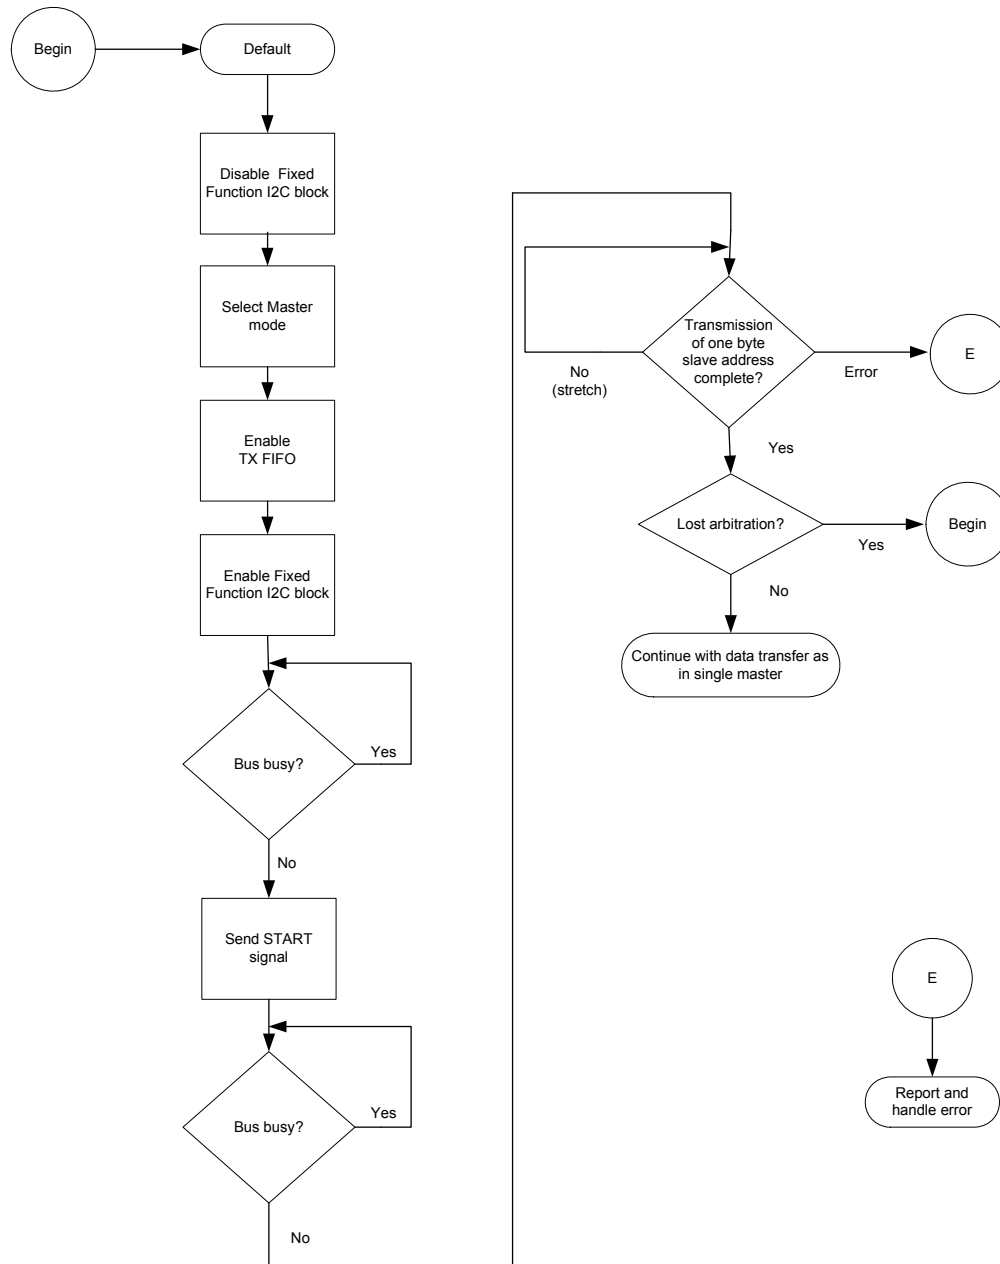 Begin
Default
Disable Fixed
Function I2C block
Select Master
mode
Enable
TX FIFO
Enable Fixed
Function I2C block
Bus busy?
Yes
No
Send START
signal
Bus busy?
Yes
No
Transmission
of one byte
slave address
complete?
No
(stretch)
Error
E
Yes
Lost arbitration?
Yes
Begin
No
Continue with data transfer as
in single master
E
Report and
handle error